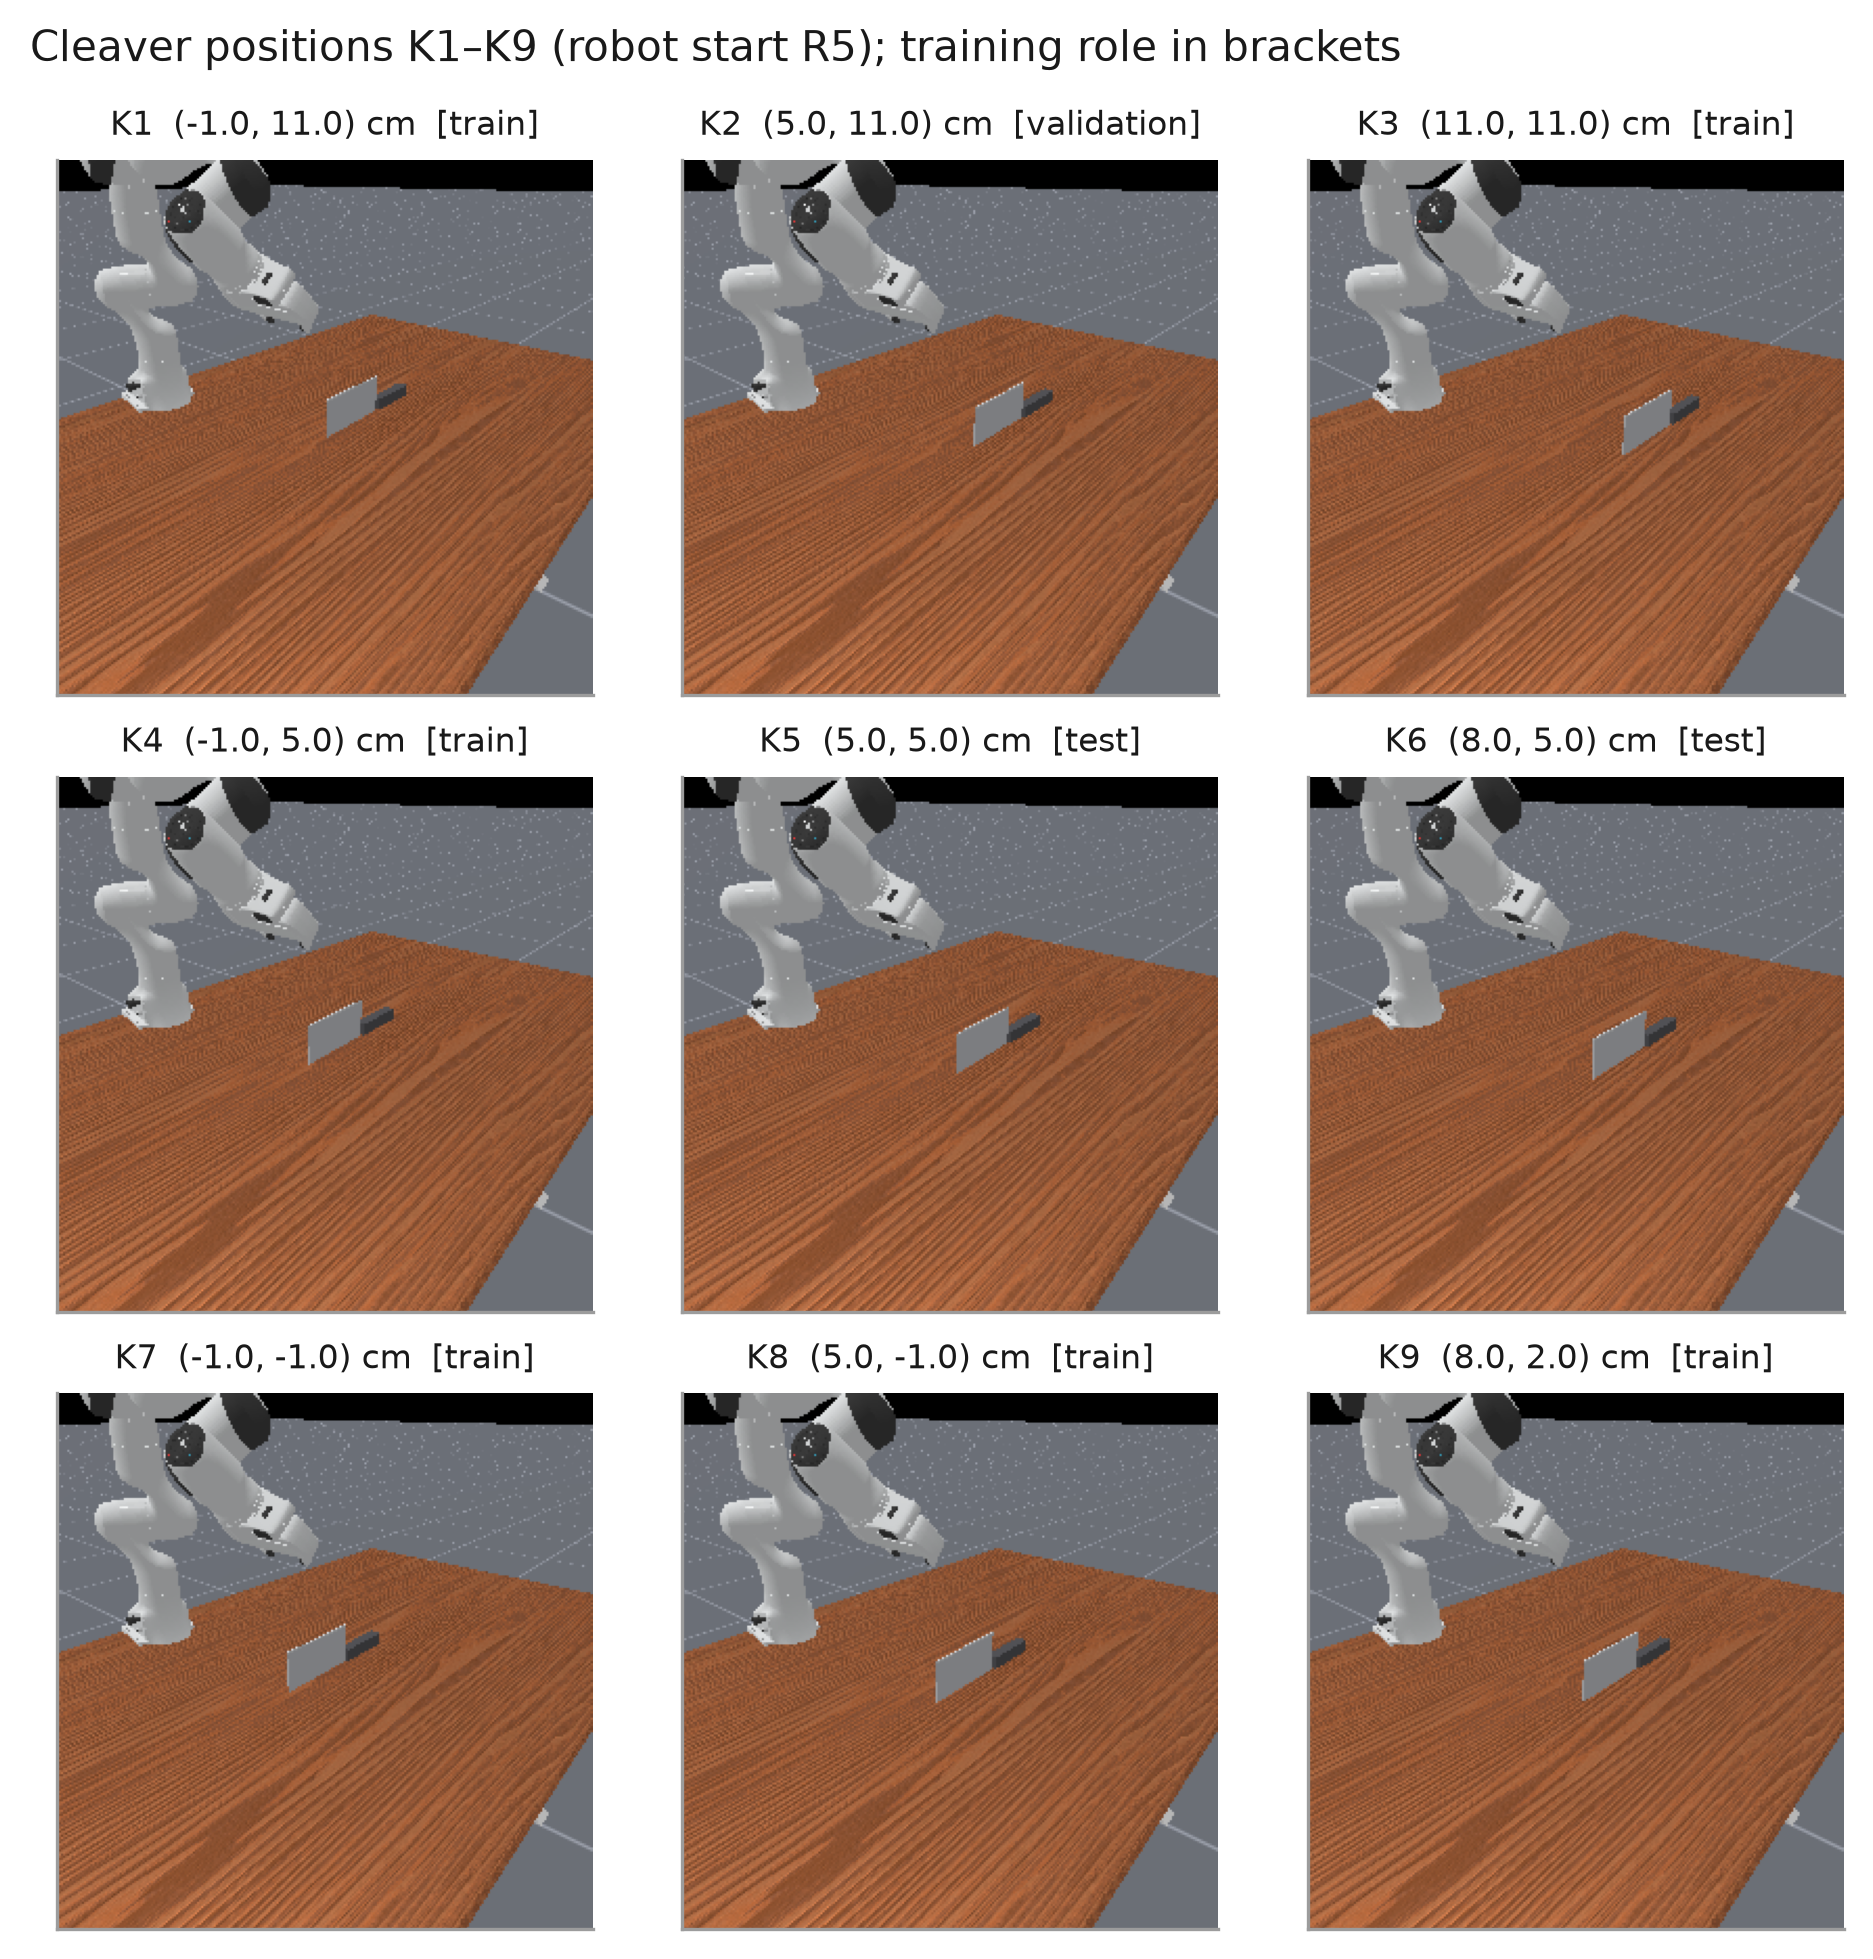 Cleaver positions K1–K9 (robot start R5); training role in brackets
K1 (-1.0, 11.0) cm [train]
K2 (5.0, 11.0) cm [validation]
K3 (11.0, 11.0) cm [train]
K4 (-1.0, 5.0) cm [train]
K5 (5.0, 5.0) cm [test]
K6 (8.0, 5.0) cm [test]
K7 (-1.0, -1.0) cm [train]
K8 (5.0, -1.0) cm [train]
K9 (8.0, 2.0) cm [train]